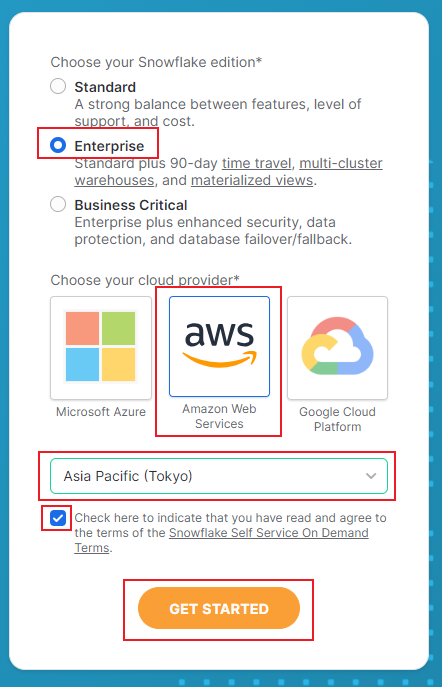 Choose your Snowflake edition*
Standard
A strong balance between features, level of
support, and cost.
Enterprise
Standard plus 90-day time travel, multi-cluster
warehouses, and materialized views.
Business Critical
Enterprise plus enhanced security, data
protection, and database failover/fallback.
Choose your cloud provider*
aws
Microsoft Azure
Amazon Web
Services
Google Cloud
Platform
Asia Pacific (Tokyo)
Check here to indicate that you have read and agree to
the terms of the Snowflake Self Service On Demand
Terms.
GET STARTED